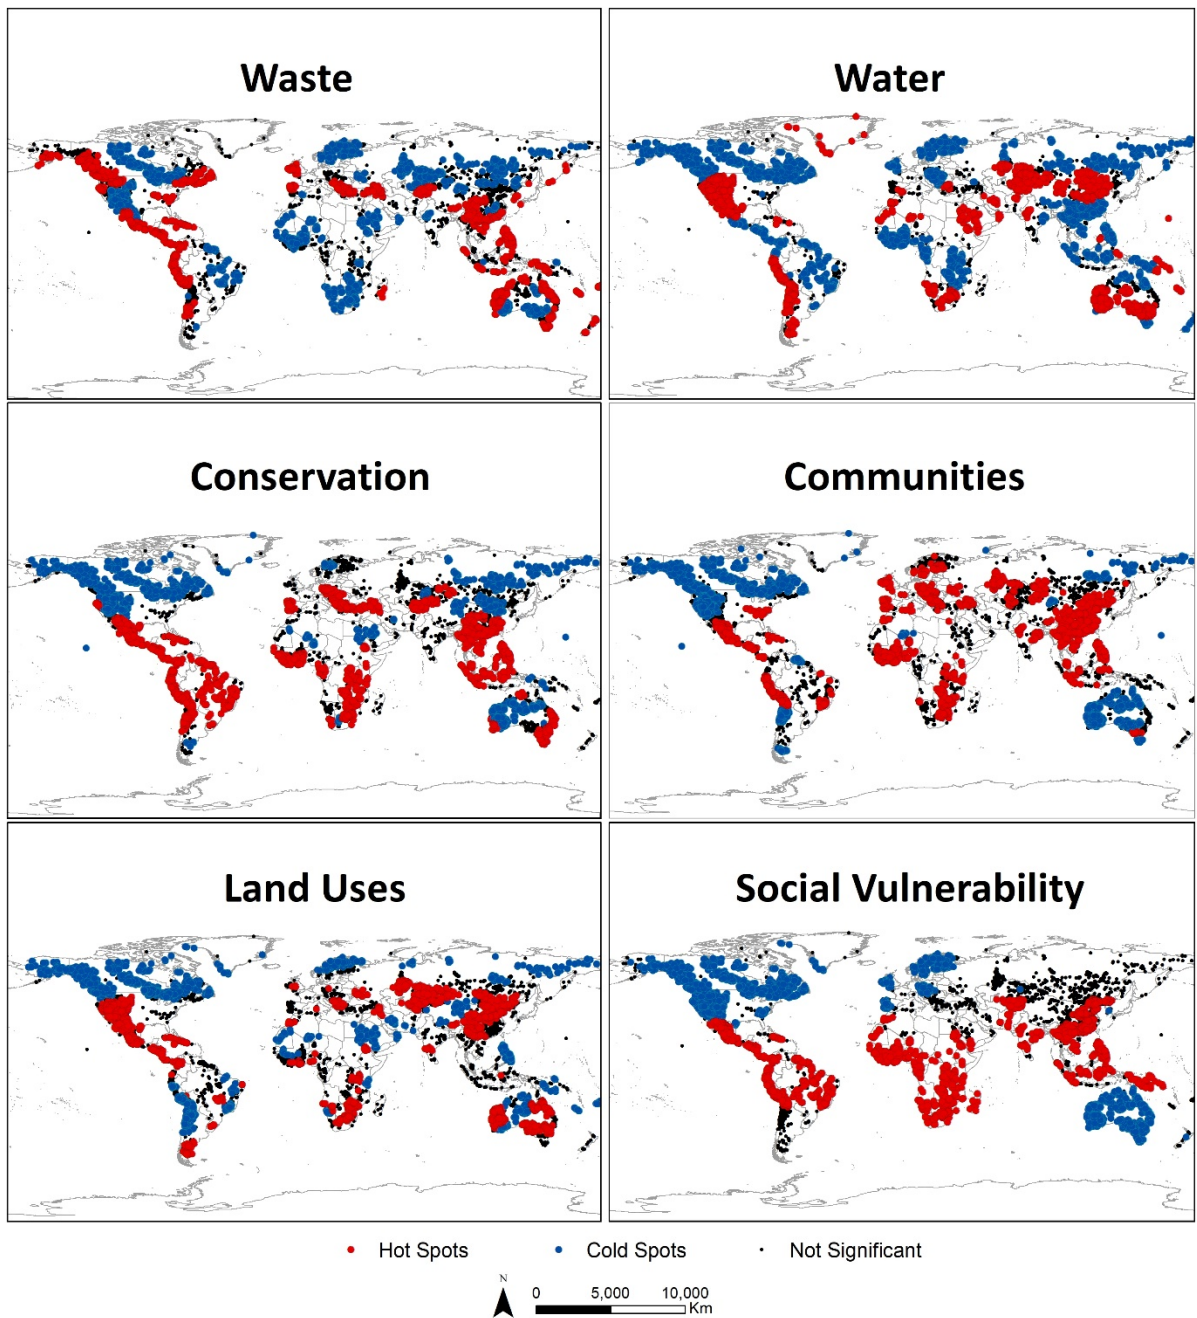 Waste
Water
Conservation
Communities
Land Uses
Social Vulnerability
Hot Spots
Cold Spots
Not Significant
N
0 5,000 10,000
Km